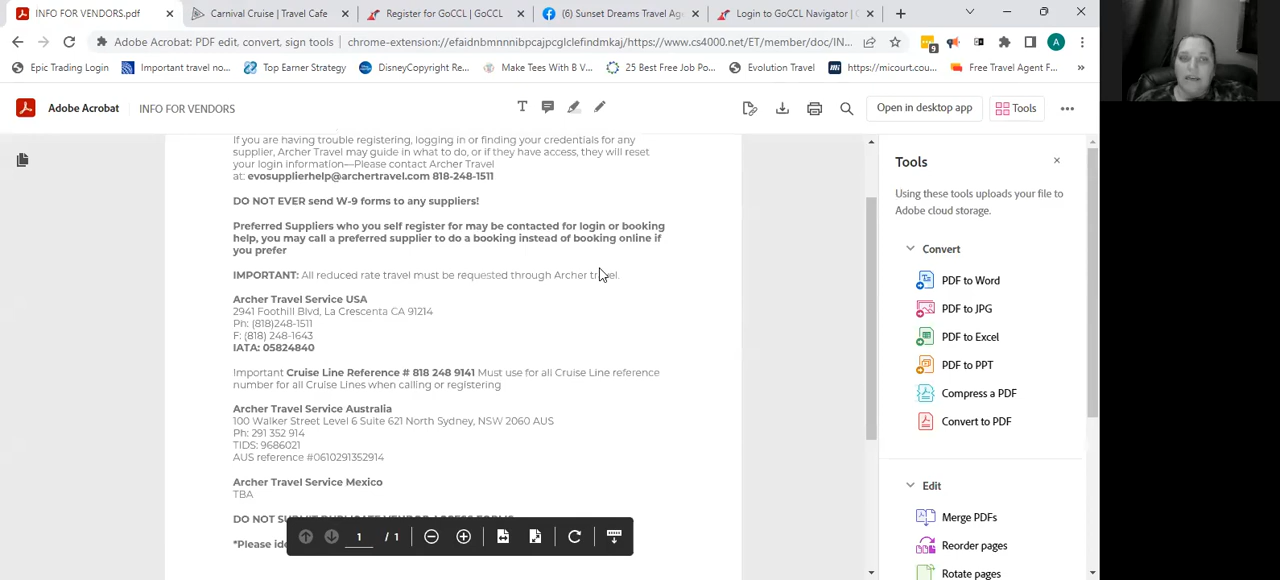 INFO FOR VENDORS.pdf
Carnival Cruise | Travel Cafe
Register for GoCCL | GoCCL
(6) Sunset Dreams Travel Age
Login to GoCCL Navigator | C
Adobe Acrobat: PDF edit, convert, sign tools | chrome-extension://efaidnbmnnnibpcajpcglclefindmkaj/https://www.cs4000.net/ET/member/doc/IN...
9
A
Epic Trading Login
Important travel no...
Top Earner Strategy
DisneyCopyright Re...
Make Tees With B V...
25 Best Free Job Po...
Evolution Travel
https://micourt.cou...
Free Travel Agent F...
»
Adobe Acrobat
INFO FOR VENDORS
Open in desktop app
Tools
If you are having trouble registering, logging in or finding your credentials for any
supplier, Archer Travel may guide in what to do, or if they have access, they will reset
your login information—Please contact Archer Travel
at: evosupplierhelp@archertravel.com 818-248-1511
DO NOT EVER send W-9 forms to any suppliers!
Preferred Suppliers who you self register for may be contacted for login or booking
help, you may call a preferred supplier to do a booking instead of booking online if
you prefer
IMPORTANT: All reduced rate travel must be requested through Archer travel.
Archer Travel Service USA
2941 Foothill Blvd, La Crescenta CA 91214
Ph: (818)248-1511
F: (818) 248-1643
IATA: 05824840
Important Cruise Line Reference # 818 248 9141 Must use for all Cruise Line reference
number for all Cruise Lines when calling or registering
Archer Travel Service Australia
100 Walker Street Level 6 Suite 621 North Sydney, NSW 2060 AUS
Ph: 291 352 914
TIDS: 9686021
AUS reference #0610291352914
Archer Travel Service Mexico
TBA
DO NOT
*Please ide
1 / 1
Tools
Using these tools uploads your file to
Adobe cloud storage.
Convert
PDF to Word
PDF to JPG
PDF to Excel
PDF to PPT
Compress a PDF
Convert to PDF
Edit
Merge PDFs
Reorder pages
Rotate pages